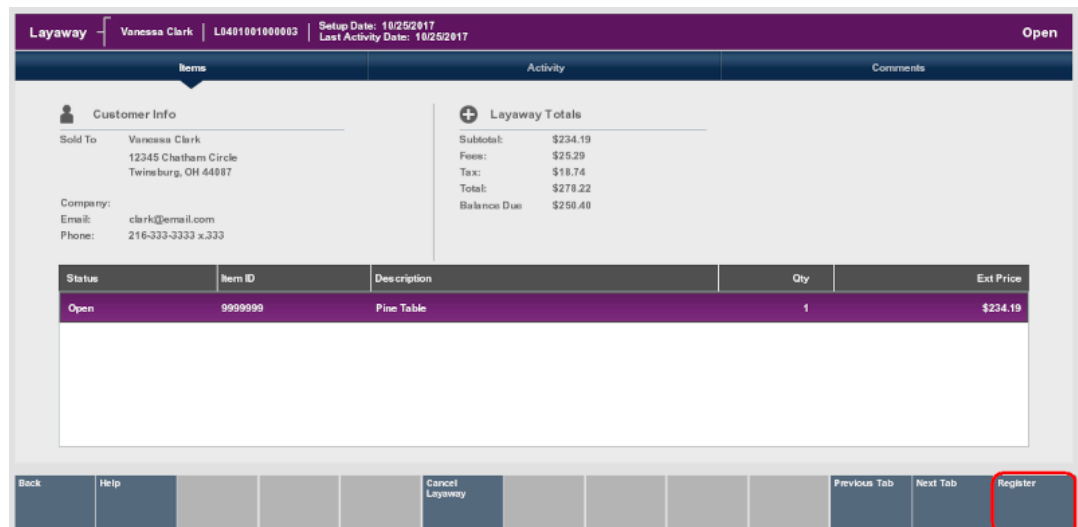 Layaway Vanessa Clark L0401001000003 Setup Date: 10/25/2017 Open
Last Activity Date: 10/25/2017
Items Activity Comments
Customer Info
Sold To Vanessa Clark
12345 Chatham Circle
Twinsburg, OH 44087
Company:
Email: clark@email.com
Phone: 216-333-3333 x.333
Layaway Totals
Subtotal: $234.19
Fees: $25.29
Tax: $18.74
Total: $278.22
Balance Due $250.40
Status Item ID Description Qty Ext Price
Open 9999999 Pine Table 1 $234.19
Back Help Cancel Previous Tab Next Tab Register
Layaway